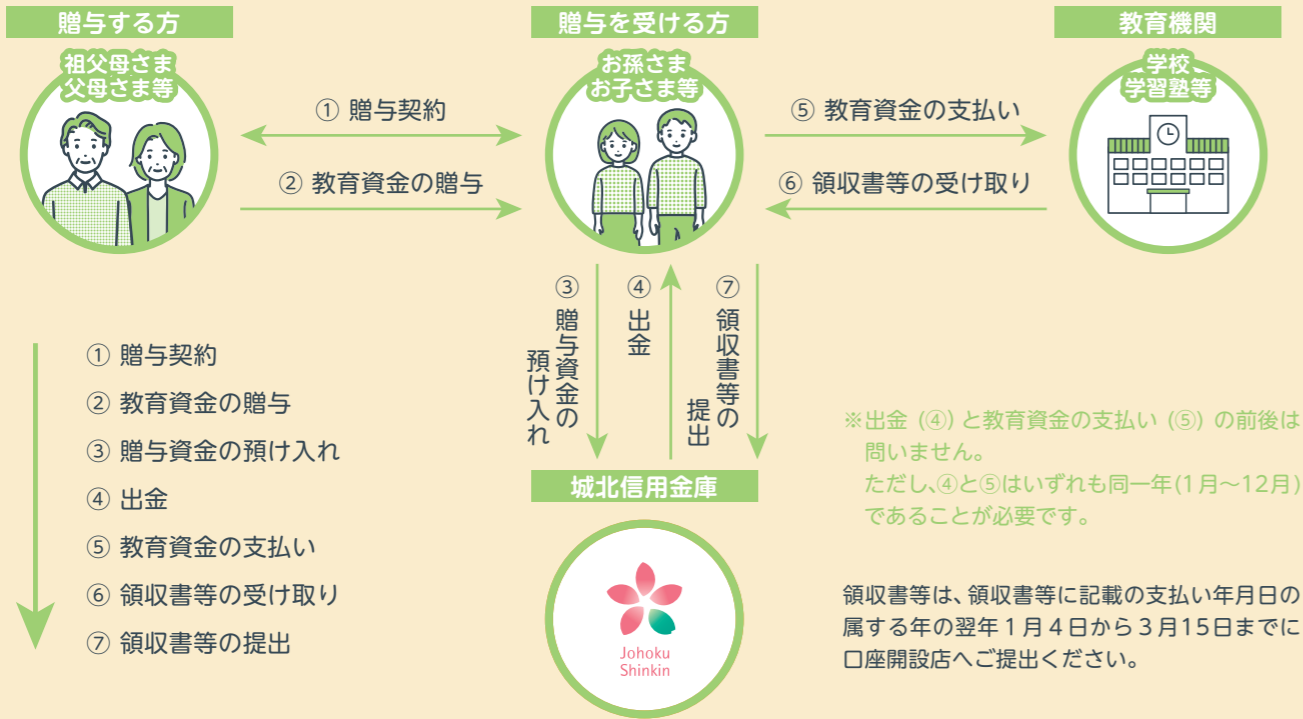 贈与する方
贈与を受ける方
教育機関
祖父母さま
父母さま等
お孫さま
お子さま等
学校
学習塾等
① 贈与契約
② 教育資金の贈与
⑤ 教育資金の支払い
⑥ 領収書等の受け取り
③ 贈与資金の
預け入れ
④ 出金
⑦ 領収書等の
提出
① 贈与契約
② 教育資金の贈与
③ 贈与資金の預け入れ
④ 出金
⑤ 教育資金の支払い
⑥ 領収書等の受け取り
⑦ 領収書等の提出
城北信用金庫
Johoku
Shinkin
※出金(④)と教育資金の支払い(⑤)の前後は
問いません。
ただし、④と⑤はいずれも同一年(1月〜12月)
であることが必要です。
領収書等は、領収書等に記載の支払い年月日の
属する年の翌年1月4日から3月15日までに
口座開設店へご提出ください。